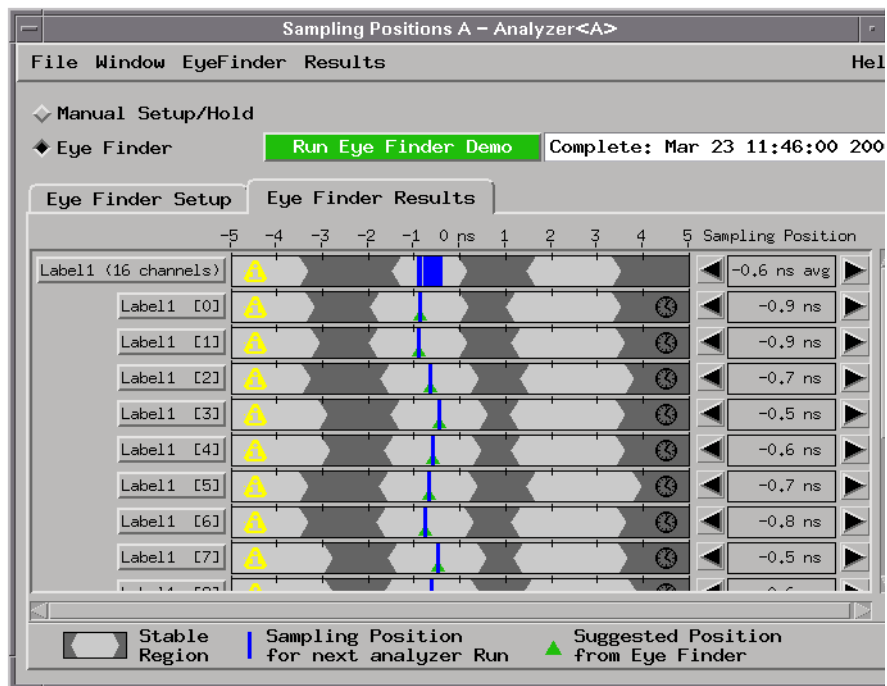 Sampling Positions A – Analyzer<A>
File Window EyeFinder Results Hel
Manual Setup/Hold
Eye Finder Run Eye Finder Demo Complete: Mar 23 11:46:00 200
Eye Finder Setup Eye Finder Results
-5 -4 -3 -2 -1 0 ns 1 2 3 4 5 Sampling Position
Label1 (16 channels) i -0.6 ns avg
Label1 [0] i -0.9 ns
Label1 [1] i -0.9 ns
Label1 [2] i -0.7 ns
Label1 [3] i -0.5 ns
Label1 [4] i -0.6 ns
Label1 [5] i -0.7 ns
Label1 [6] i -0.8 ns
Label1 [7] i -0.5 ns
Stable Region
Sampling Position for next analyzer Run
Suggested Position from Eye Finder